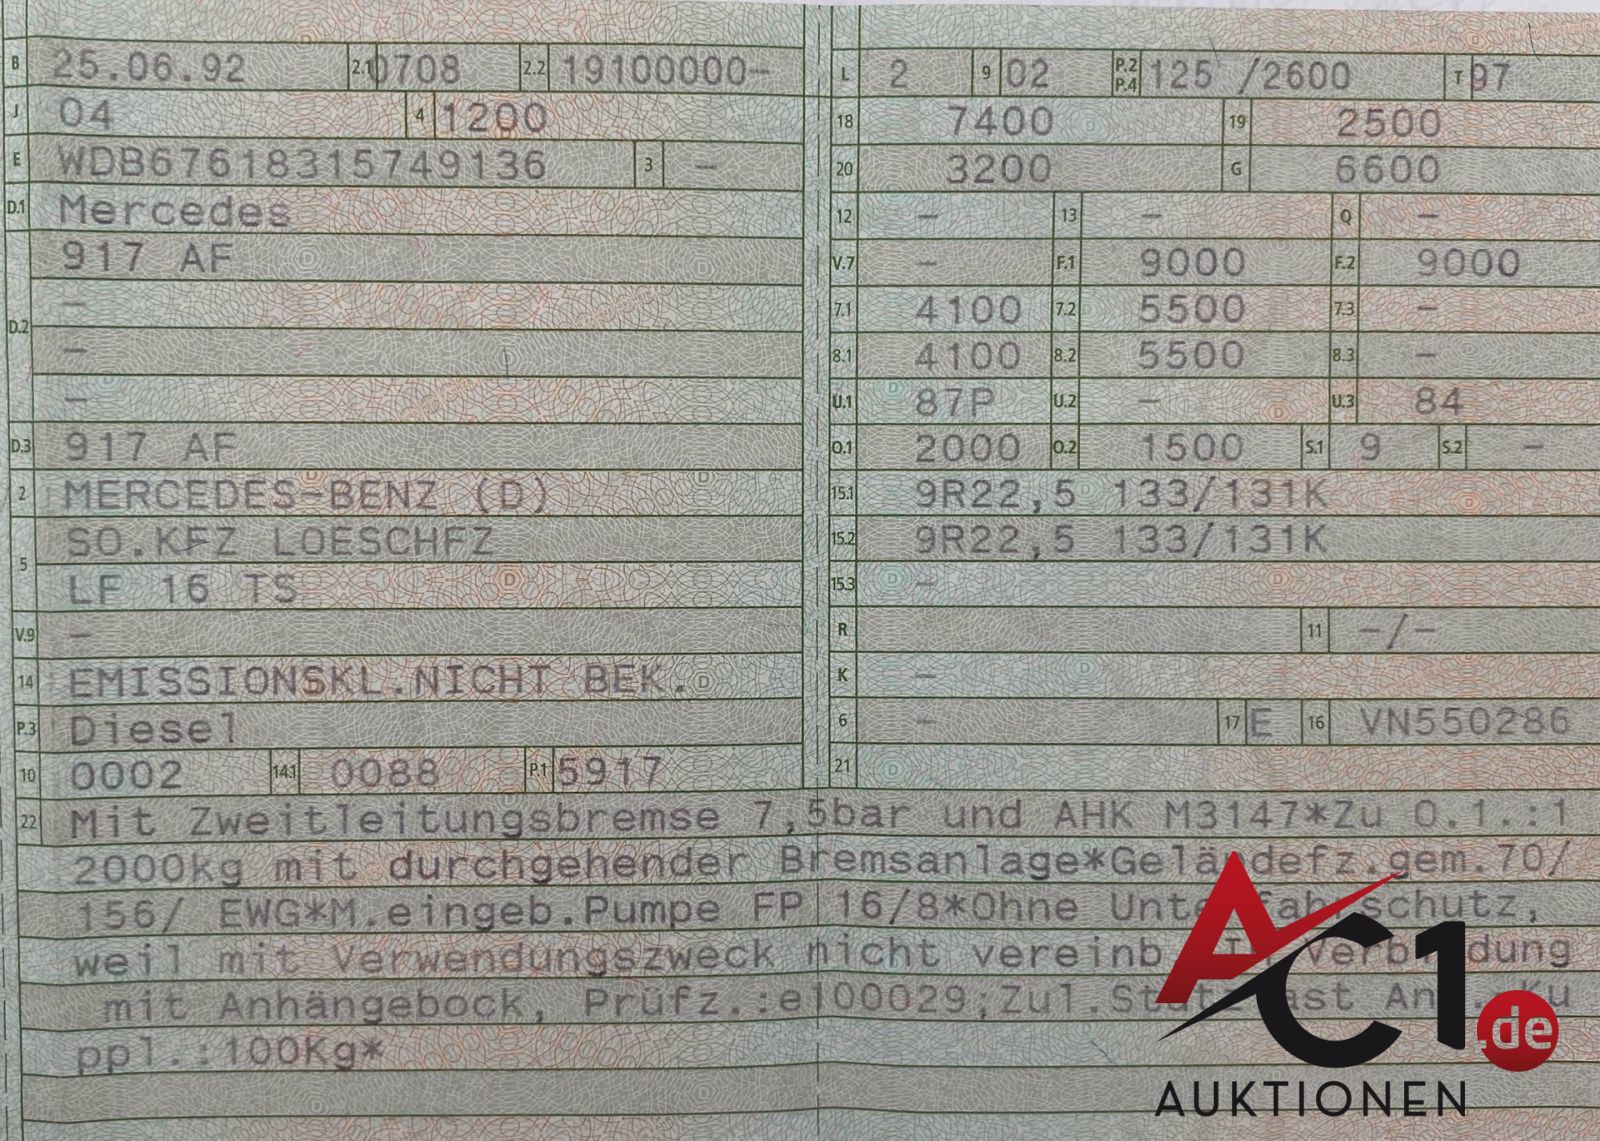 B 25.06.92 2.1 0708 2.2 19100000-
J 04 4 1200
E WDB67618315749136 3 -
D.1 Mercedes
917 AF
-
D.2
-
-
D.3 917 AF
2 MERCEDES-BENZ (D)
SO.KFZ LOESCHFZ
5
LF 16 TS
V.9 -
14 EMISSIONSKL.NICHT BEK.
P.3 Diesel
10 0002 14.1 0088 P.1 5917
L 2 9 02 P.2 P.4 125 /2600 T 97
18 7400 19 2500
20 3200 G 6600
12 - 13 - Q -
V.7 - F.1 9000 F.2 9000
7.1 4100 7.2 5500 7.3 -
8.1 4100 8.2 5500 8.3 -
U.1 87P U.2 - U.3 84
O.1 2000 O.2 1500 S.1 9 S.2 -
15.1 9R22,5 133/131K
15.2 9R22,5 133/131K
15.3 -
R 11 -/-
K -
6 - 17 E 16 VN550286
21
22 Mit Zweitleitungsbremse 7,5bar und AHK M3147*Zu O.1.:1
2000kg mit durchgehender Bremsanlage*Geländefz.gem.70/
156/ EWG*M.eingeb.Pumpe FP 16/8*Ohne Unterfahrschutz,
weil mit Verwendungszweck nicht vereinb Verbindung
mit Anhängebock, Prüfz.:e100029;Zul.Stützlast Anh.Ku
ppl.:100Kg*
AC1.de
AUKTIONEN